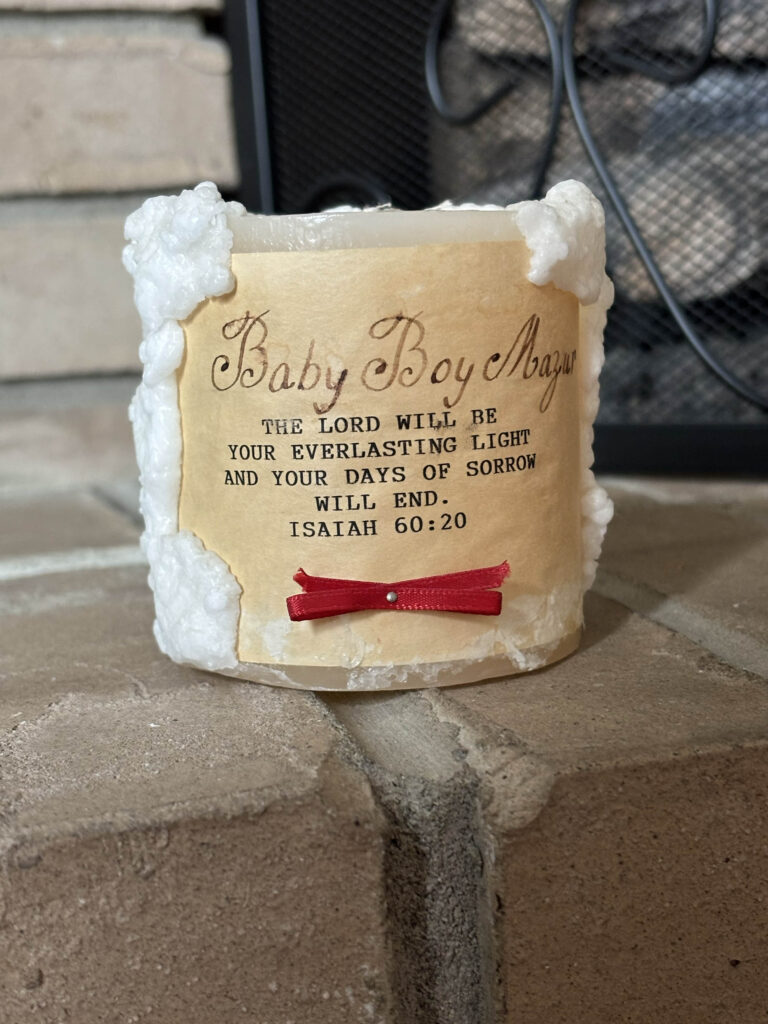 Baby Boy Mazur
THE LORD WILL BE
YOUR EVERLASTING LIGHT
AND YOUR DAYS OF SORROW
WILL END.
ISAIAH 60:20